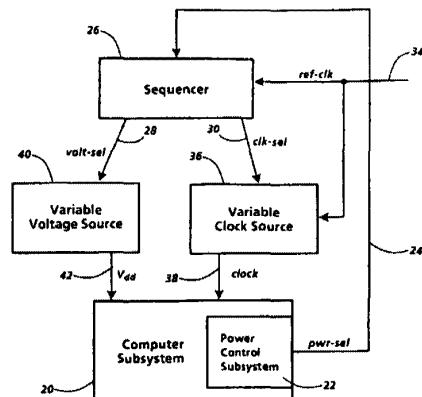 26
34
ref-clk
Sequencer
28
30
volt-sel
clk-sel
40
36
Variable
Voltage Source
Variable
Clock Source
24
42
Vdd
38
clock
Computer
Subsystem
Power
Control
Subsystem
pwr-sel
20
22